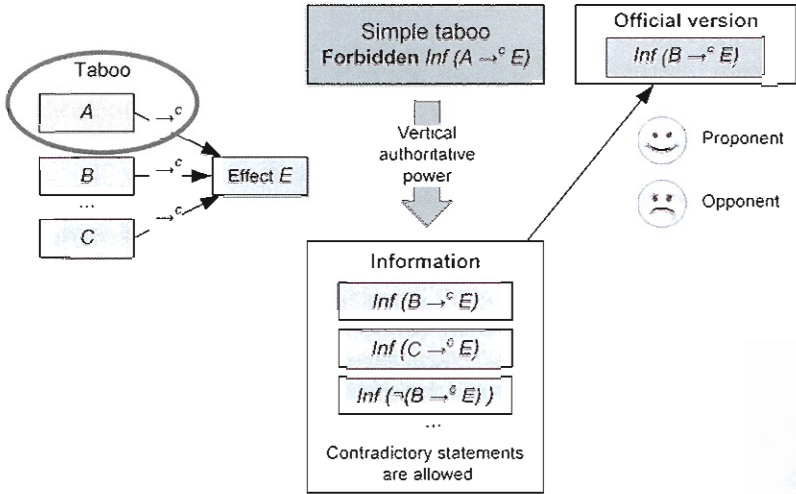 Taboo
A
→ᶜ
B
→ᶜ
...
C
→ᶜ
Effect E
Simple taboo
Forbidden Inf (A →ᶜ E)
Vertical
authoritative
power
Information
Inf (B →ᶜ E)
Inf (C →ᶜ E)
Inf (¬(B →ᶜ E) )
...
Contradictory statements
are allowed
Official version
Inf (B →ᶜ E)
Proponent
Opponent